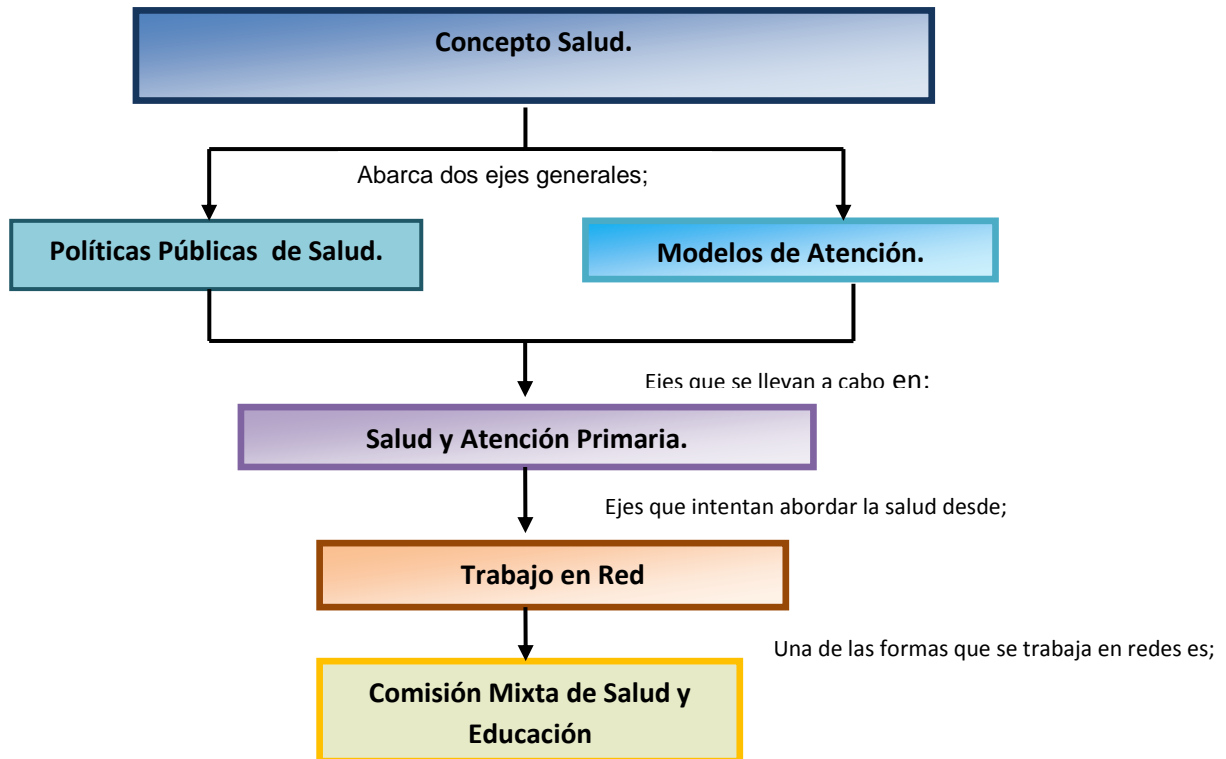 Concepto Salud.
Abarca dos ejes generales;
Políticas Públicas de Salud.
Modelos de Atención.
Ejes que se llevan a cabo en:
Salud y Atención Primaria.
Ejes que intentan abordar la salud desde;
Trabajo en Red
Una de las formas que se trabaja en redes es;
Comisión Mixta de Salud y
Educación